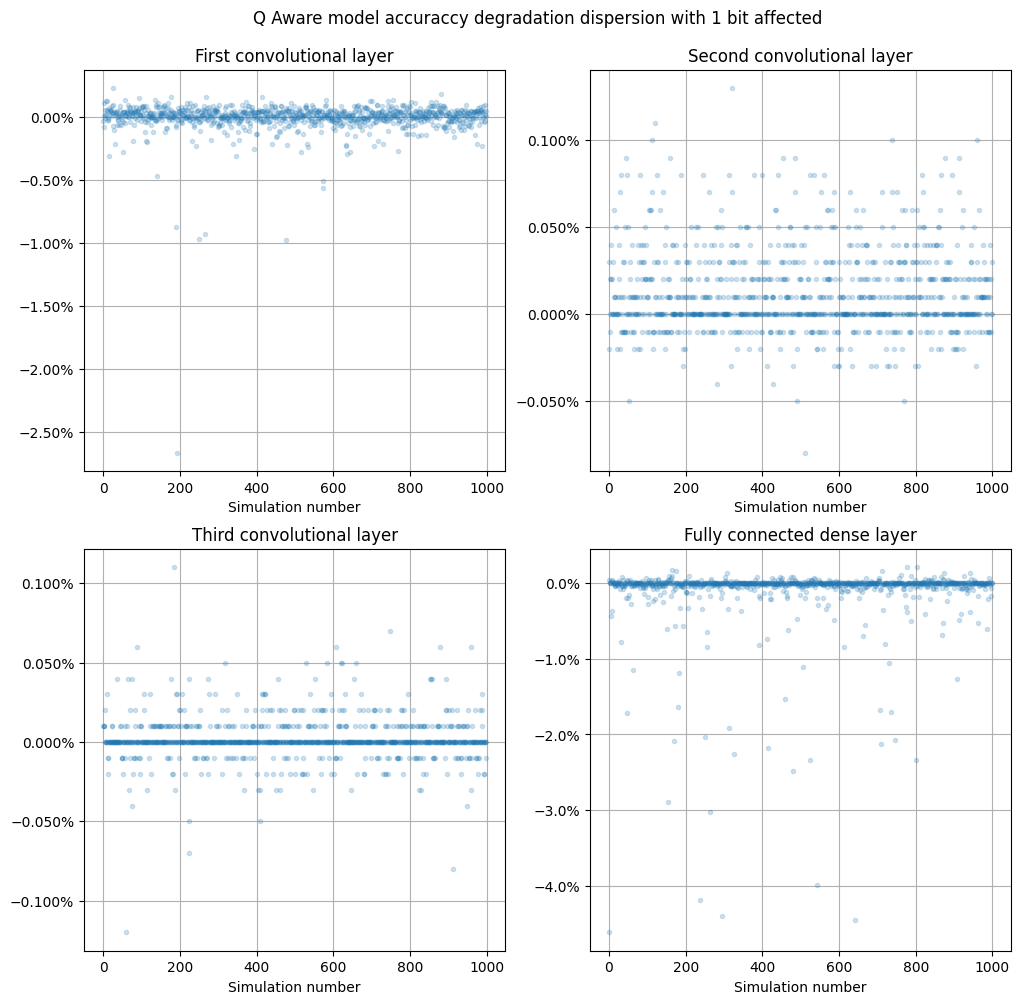 Q Aware model accuraccy degradation dispersion with 1 bit affected
First convolutional layer
0.00%
−0.50%
−1.00%
−1.50%
−2.00%
−2.50%
0 200 400 600 800 1000
Simulation number
Second convolutional layer
0.100%
0.050%
0.000%
−0.050%
0 200 400 600 800 1000
Simulation number
Third convolutional layer
0.100%
0.050%
0.000%
−0.050%
−0.100%
0 200 400 600 800 1000
Simulation number
Fully connected dense layer
0.0%
−1.0%
−2.0%
−3.0%
−4.0%
0 200 400 600 800 1000
Simulation number